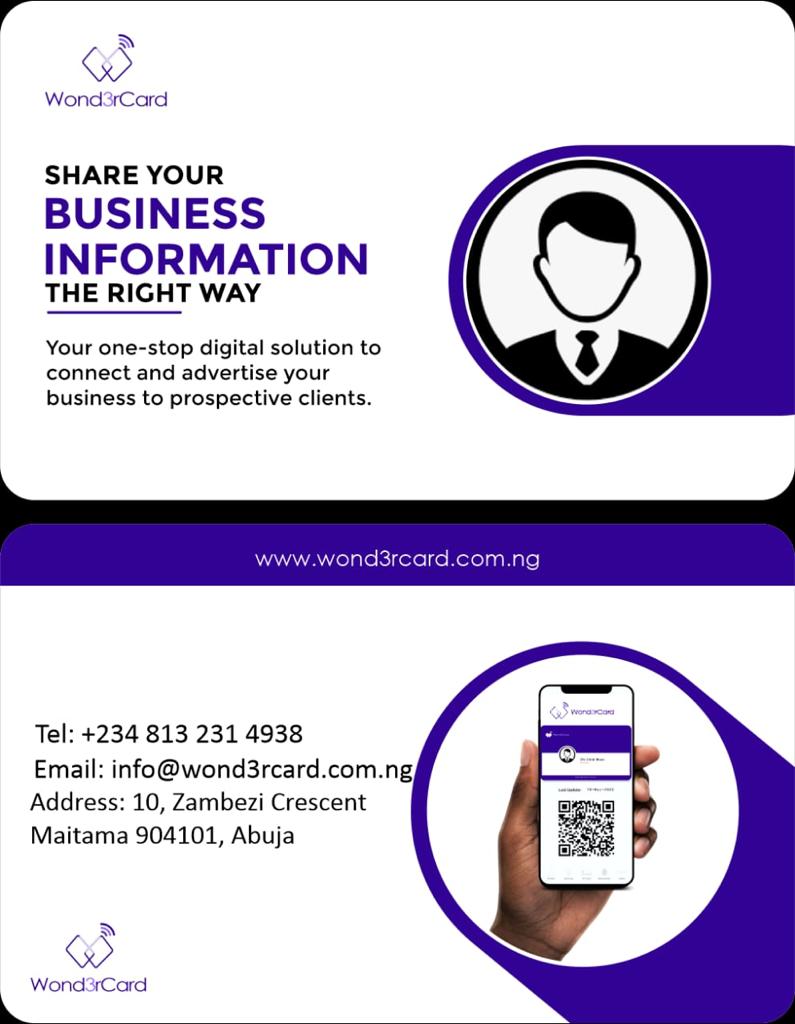 Wond3rCard
SHARE YOUR
BUSINESS
INFORMATION
THE RIGHT WAY
Your one-stop digital solution to
connect and advertise your
business to prospective clients.
www.wond3rcard.com.ng
Tel: +234 813 231 4938
Email: info@wond3rcard.com.ng
Address: 10, Zambezi Crescent
Maitama 904101, Abuja
Wond3rCard
Last Update:
Wond3rCard